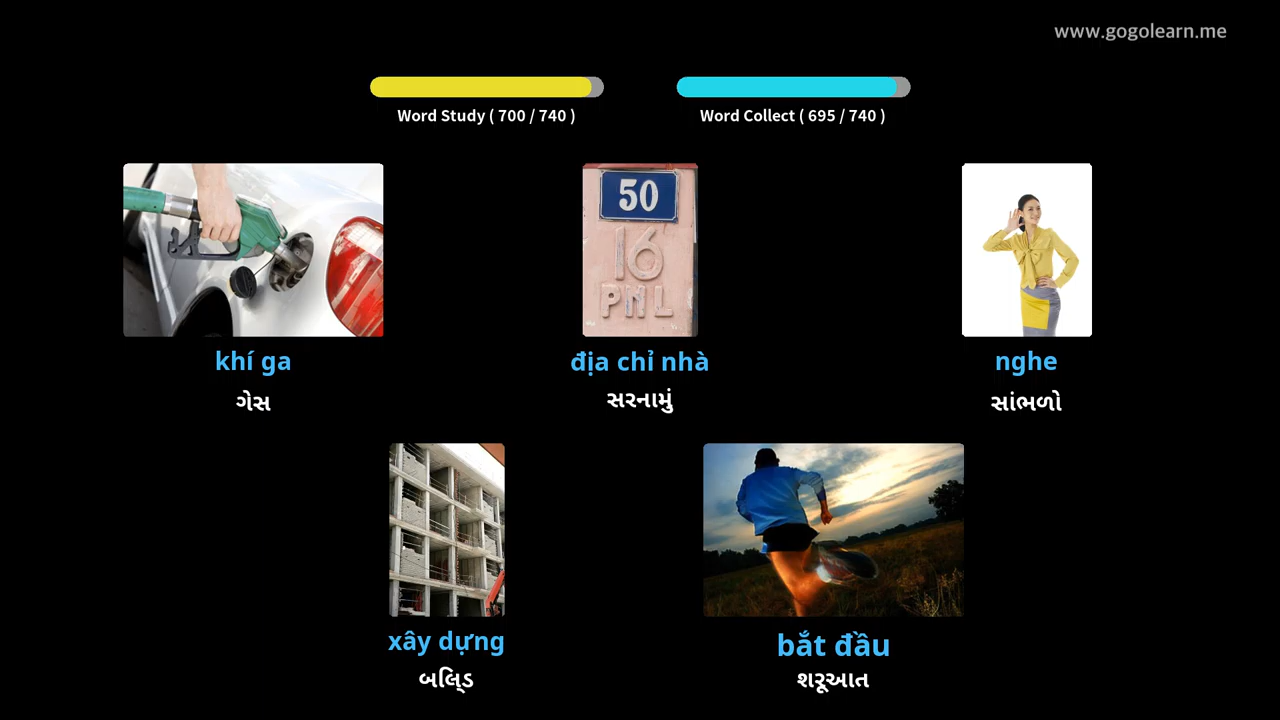 www.gogolearn.me
Word Study ( 700 / 740 )
Word Collect ( 695 / 740 )
50
16
PNL
khí ga
địa chỉ nhà
nghe
ગેસ
સરનામું
સાંભળો
xây dựng
bắt đầu
બલ્ડિ
શરૂઆત